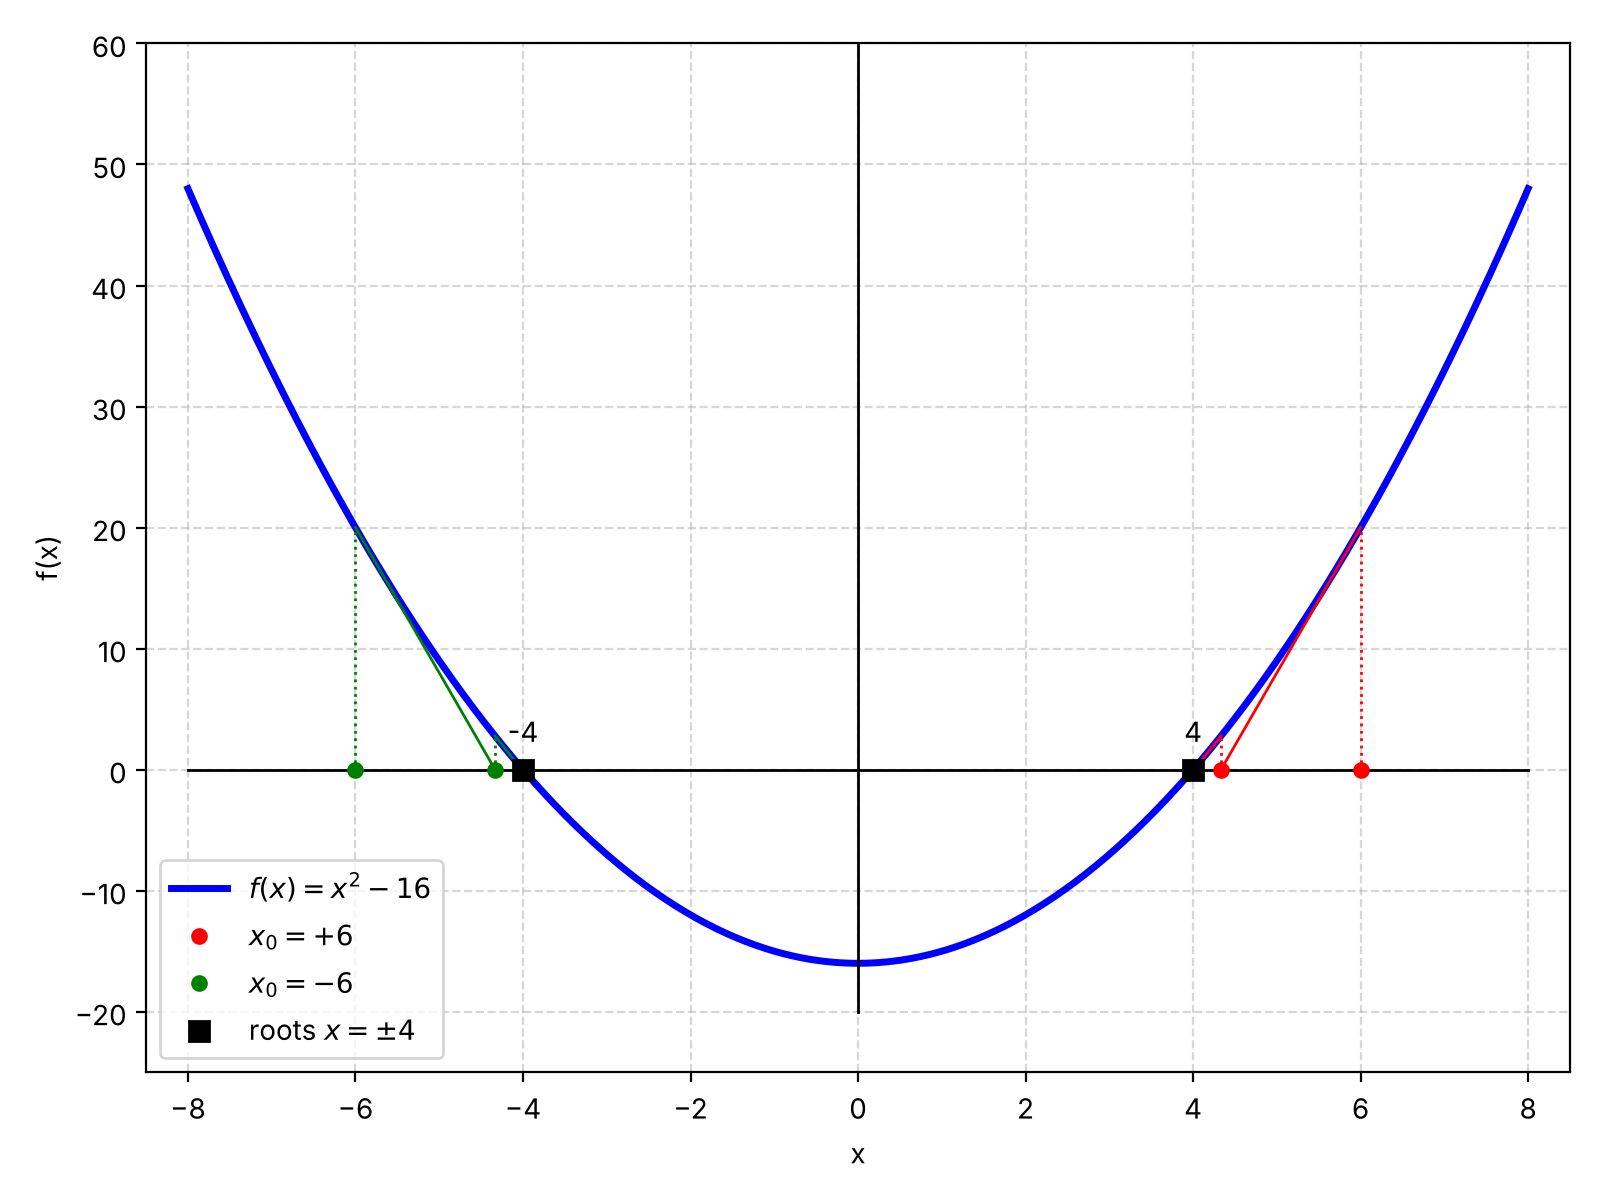 60
50
40
30
20
10
0
−10
−20
f(x)
-4
4
f(x) = x² − 16
x₀ = +6
x₀ = −6
roots x = ±4
−8 −6 −4 −2 0 2 4 6 8
x